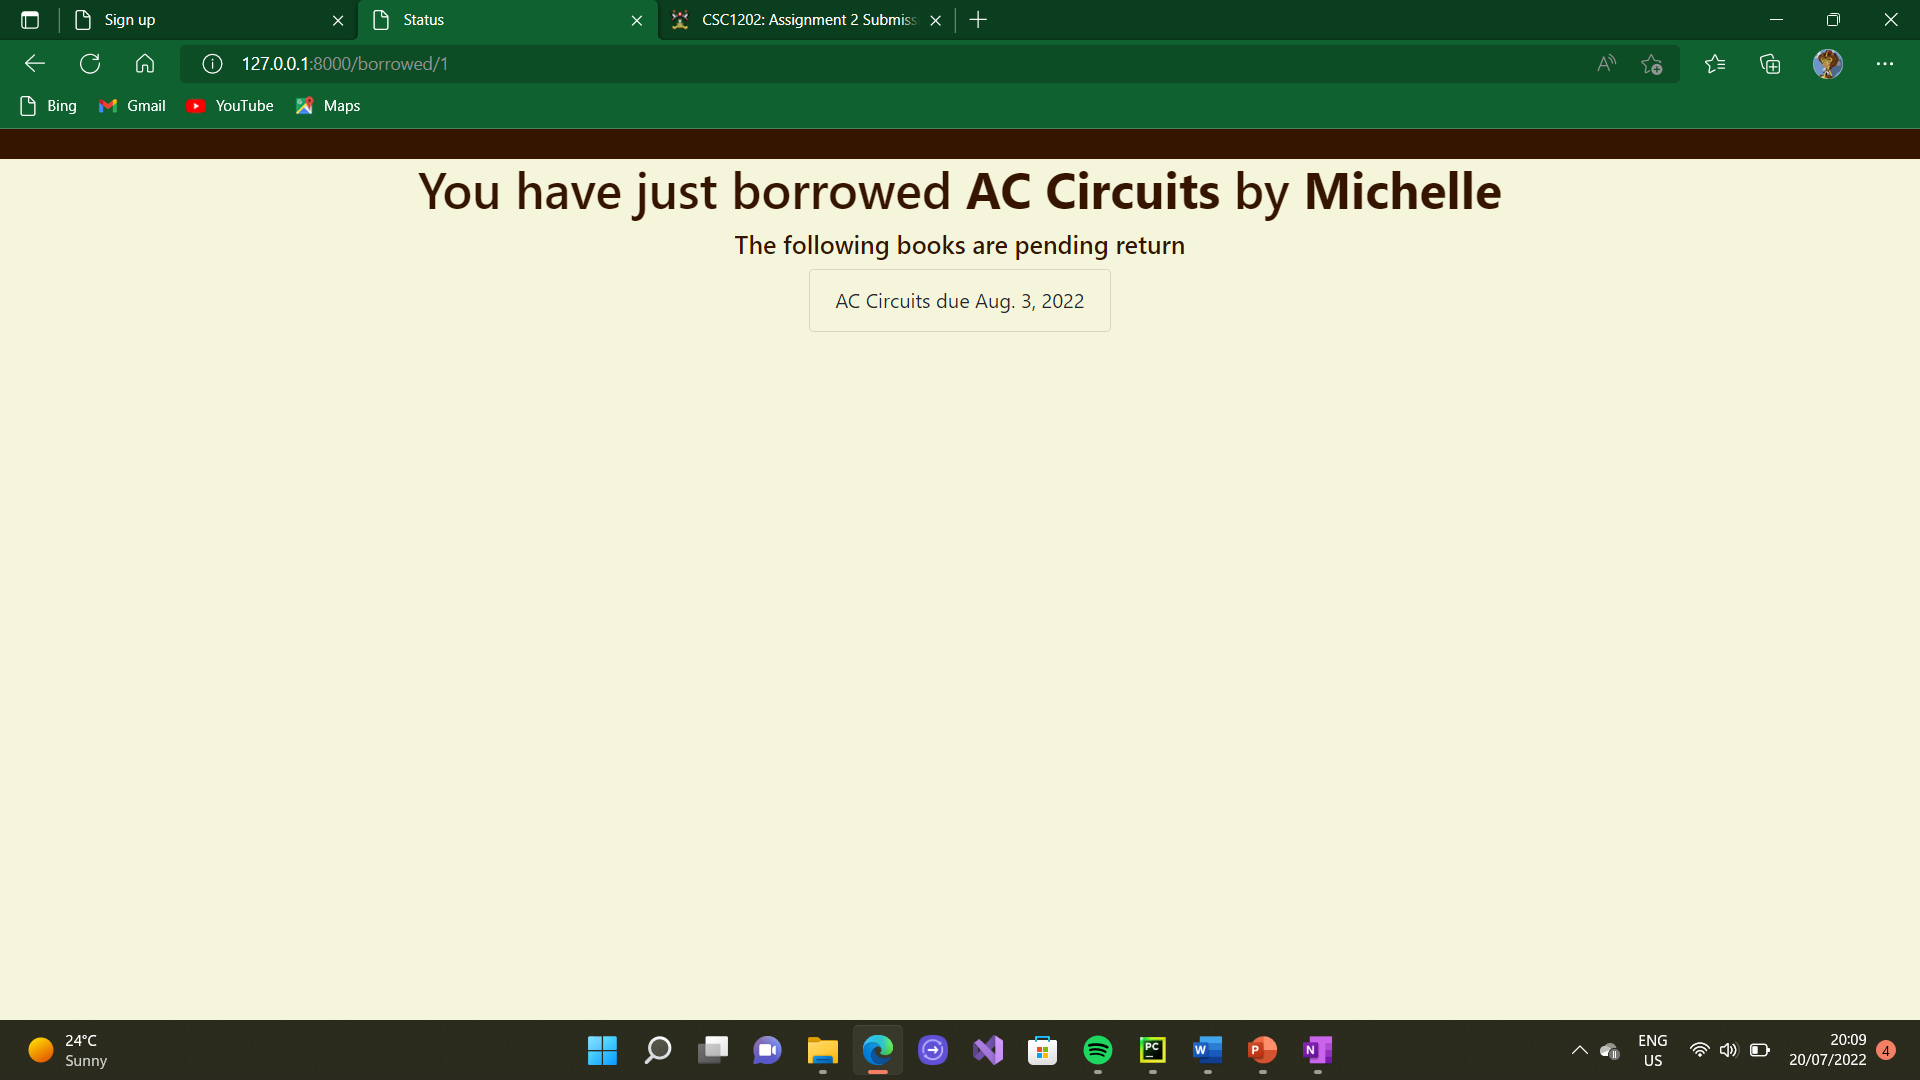 Sign up
Status
CSC1202: Assignment 2 Submiss
127.0.0.1:8000/borrowed/1
Bing
Gmail
YouTube
Maps
You have just borrowed AC Circuits by Michelle
The following books are pending return
AC Circuits due Aug. 3, 2022
24°C
Sunny
ENG
US
20:09
20/07/2022
4